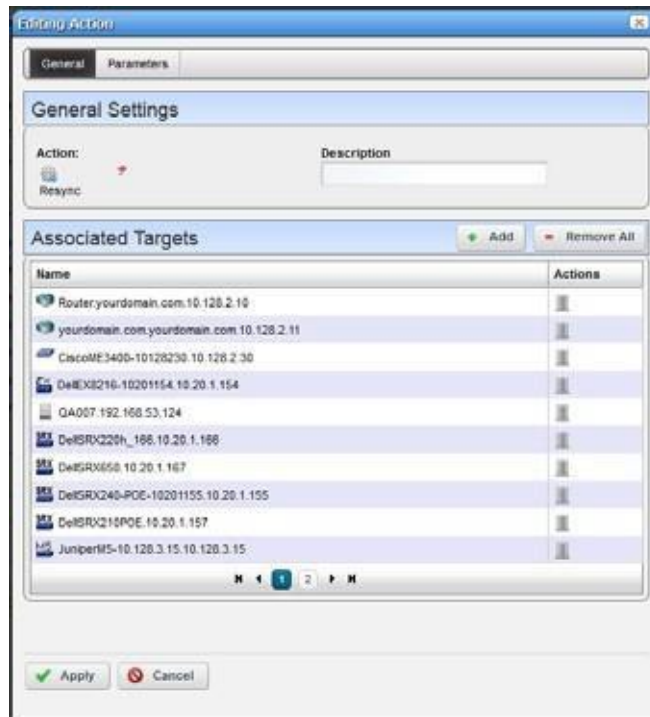 Editing Action
General Parameters
General Settings
Action: Description
Resync
Associated Targets Add Remove All
Name Actions
Router.yourdomain.com.10.128.2.10
yourdomain.com.yourdomain.com.10.128.2.11
CiscoME3400-10128230.10.128.2.30
DellEX8216-10201154.10.20.1.154
QA007.192.168.53.124
DellSRX220h_166.10.20.1.166
DellSRX650.10.20.1.167
DellSRX240-POE-10201155.10.20.1.155
DellSRX210POE.10.20.1.157
JuniperM5-10.128.3.15.10.128.3.15
1 2
Apply Cancel